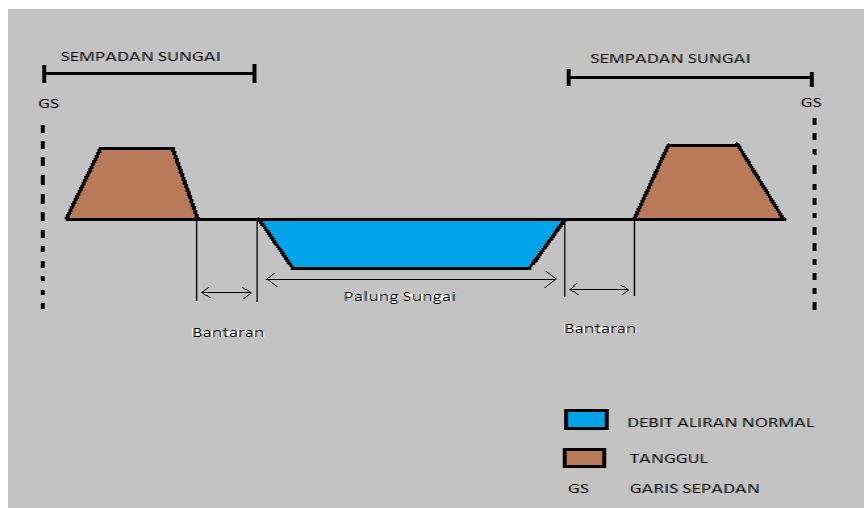 SEMPADAN SUNGAI
SEMPADAN SUNGAI
GS
GS
Palung Sungai
Bantaran
Bantaran
DEBIT ALIRAN NORMAL
TANGGUL
GS GARIS SEPADAN